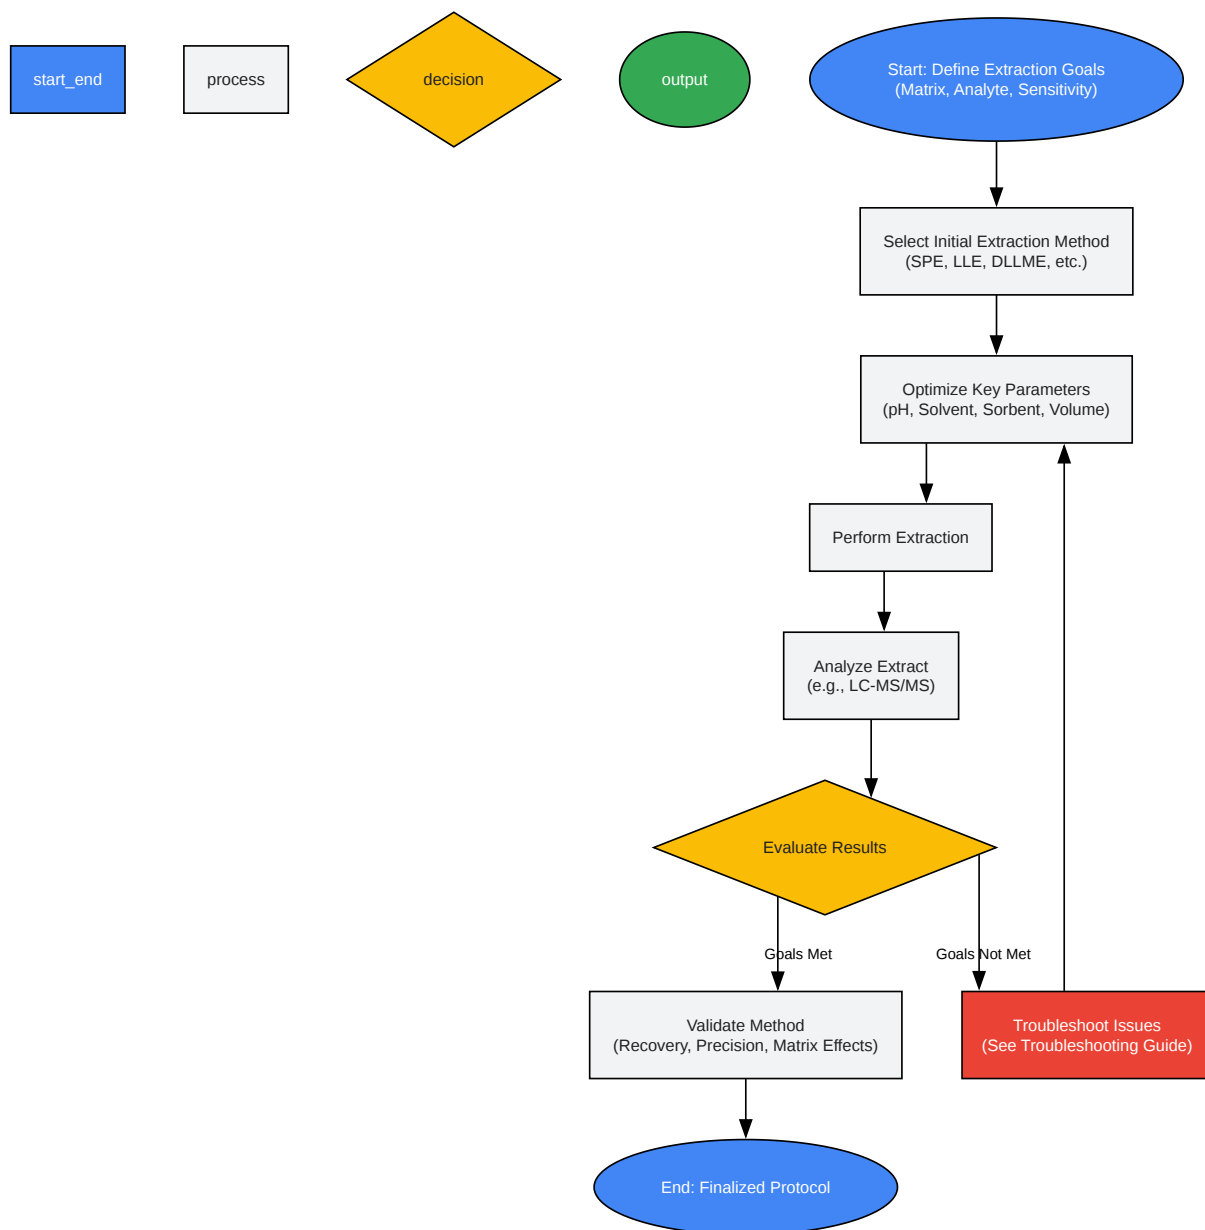 start_end
process
decision
output
Start: Define Extraction Goals
(Matrix, Analyte, Sensitivity)
Select Initial Extraction Method
(SPE, LLE, DLLME, etc.)
Optimize Key Parameters
(pH, Solvent, Sorbent, Volume)
Perform Extraction
Analyze Extract
(e.g., LC-MS/MS)
Evaluate Results
Goals Met
Goals Not Met
Validate Method
(Recovery, Precision, Matrix Effects)
Troubleshoot Issues
(See Troubleshooting Guide)
End: Finalized Protocol